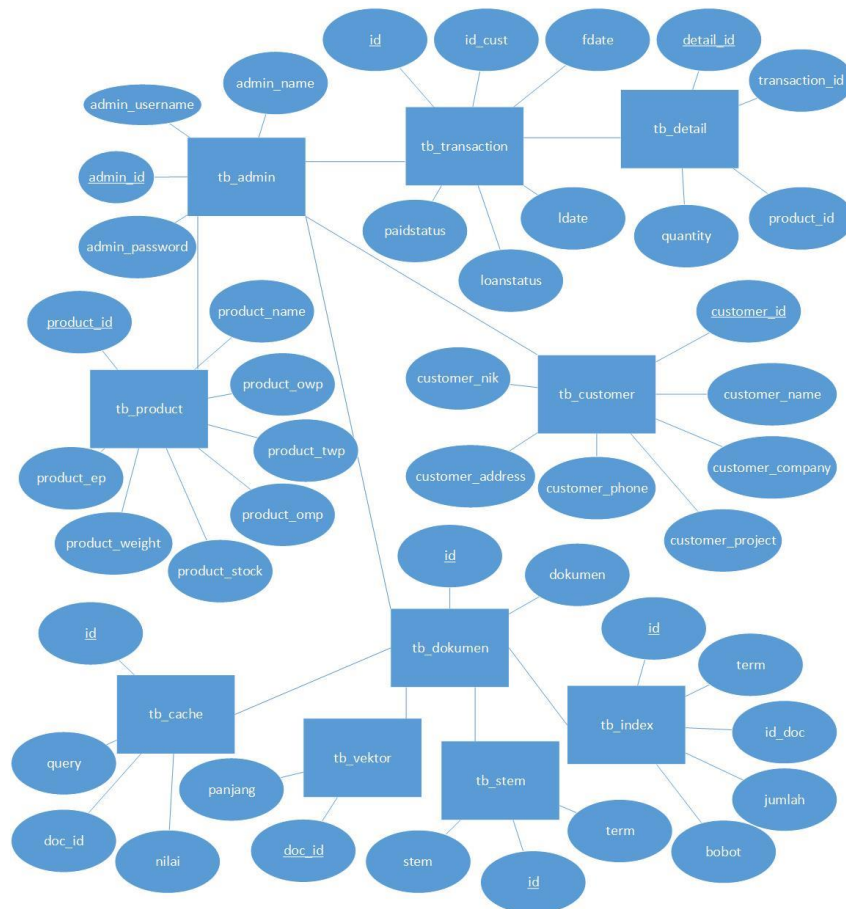 id
id_cust
fdate
detail_id
admin_name
transaction_id
admin_username
tb_transaction
tb_detail
tb_admin
admin_id
ldate
product_id
paidstatus
quantity
admin_password
loanstatus
product_name
customer_id
product_id
customer_nik
product_owp
tb_customer
customer_name
tb_product
product_twp
customer_company
product_ep
customer_address
customer_phone
product_omp
product_weight
customer_project
product_stock
id
dokumen
id
id
tb_dokumen
term
tb_cache
tb_index
id_doc
query
tb_vektor
tb_stem
panjang
jumlah
term
doc_id
doc_id
nilai
stem
bobot
id